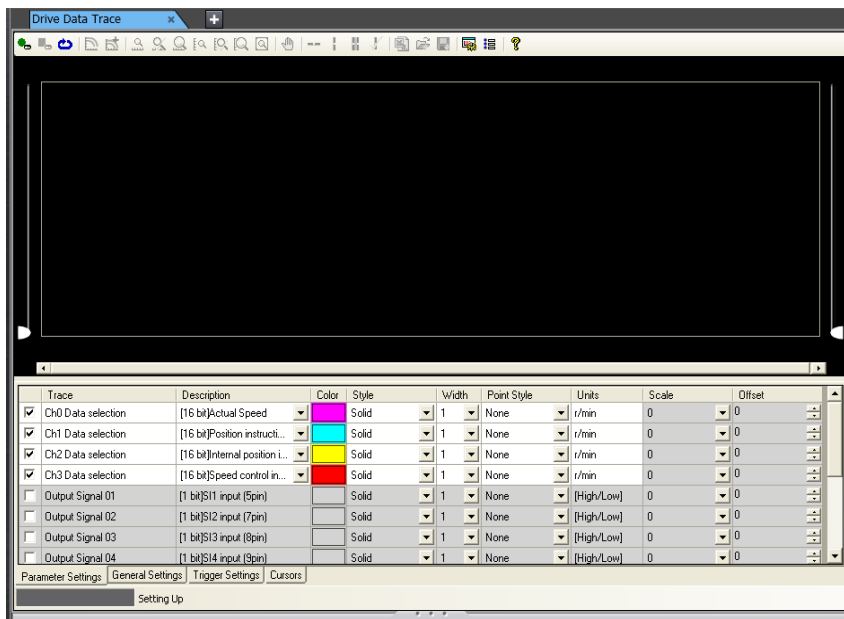 Drive Data Trace
Trace Description Color Style Width Point Style Units Scale Offset
Ch0 Data selection [16 bit]Actual Speed Solid 1 None r/min 0 0
Ch1 Data selection [16 bit]Position instructi... Solid 1 None r/min 0 0
Ch2 Data selection [16 bit]Internal position i... Solid 1 None r/min 0 0
Ch3 Data selection [16 bit]Speed control in... Solid 1 None r/min 0 0
Output Signal 01 [1 bit]SI1 input (5pin) Solid 1 None [High/Low] 0 0
Output Signal 02 [1 bit]SI2 input (7pin) Solid 1 None [High/Low] 0 0
Output Signal 03 [1 bit]SI3 input (8pin) Solid 1 None [High/Low] 0 0
Output Signal 04 [1 bit]SI4 input (9pin) Solid 1 None [High/Low] 0 0
Parameter Settings General Settings Trigger Settings Cursors
Setting Up